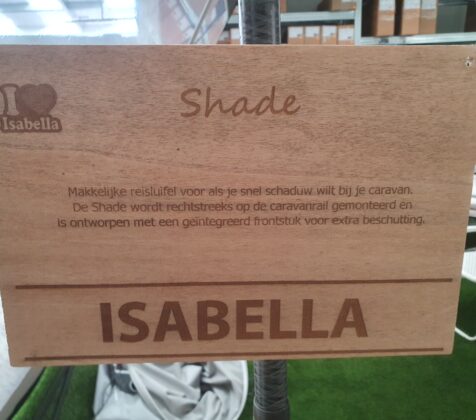 I
Isabella
Shade
Makkelijke reisluifel voor als je snel schaduw wilt bij je caravan.
De Shade wordt rechtstreeks op de caravanrail gemonteerd en
is ontworpen met een geïntegreerd frontstuk voor extra beschutting.
ISABELLA